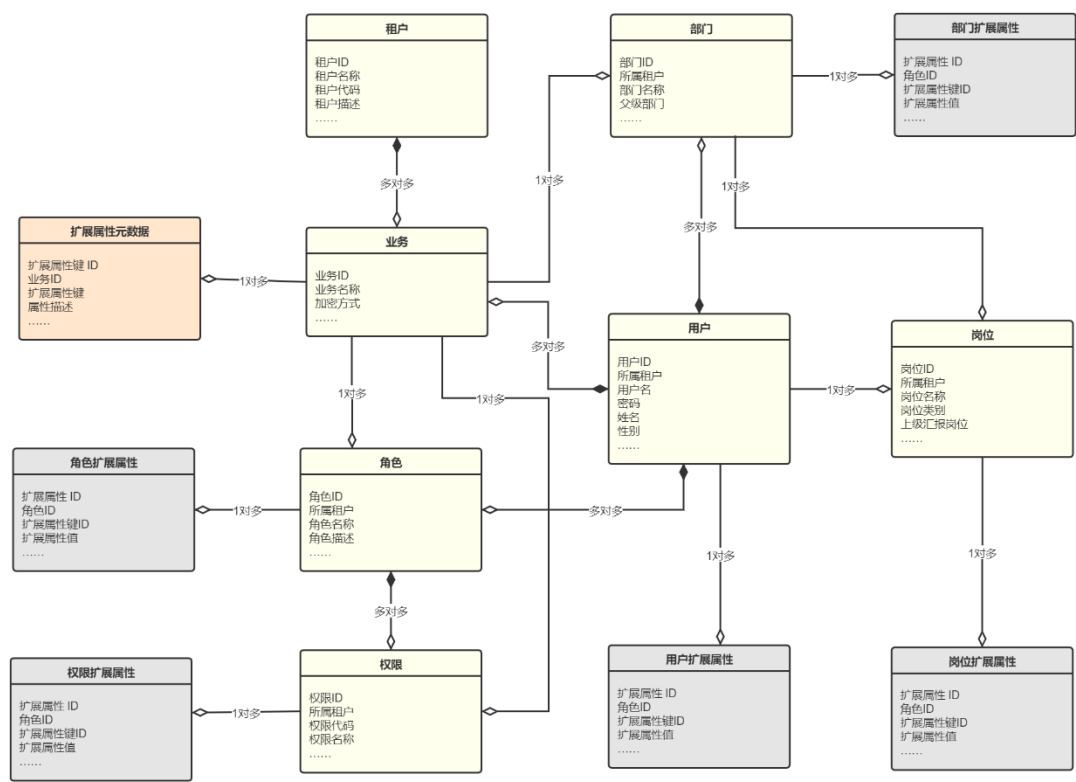 租户
租户ID
租户名称
租户代码
租户描述
……
部门
部门ID
所属租户
部门名称
父级部门
……
部门扩展属性
扩展属性 ID
角色ID
扩展属性键ID
扩展属性值
……
1对多
多对多
1对多
1对多
多对多
扩展属性元数据
扩展属性键 ID
业务ID
扩展属性键
属性描述
……
1对多
业务
业务ID
业务名称
加密方式
……
多对多
用户
用户ID
所属租户
用户名
密码
姓名
性别
……
1对多
岗位
岗位ID
所属租户
岗位名称
岗位类别
上级汇报岗位
……
1对多
1对多
角色扩展属性
扩展属性 ID
角色ID
扩展属性键ID
扩展属性值
……
1对多
角色
角色ID
所属租户
角色名称
角色描述
……
多对多
1对多
1对多
多对多
权限扩展属性
扩展属性 ID
角色ID
扩展属性键ID
扩展属性值
……
1对多
权限
权限ID
所属租户
权限代码
权限名称
……
用户扩展属性
扩展属性 ID
角色ID
扩展属性键ID
扩展属性值
……
岗位扩展属性
扩展属性 ID
角色ID
扩展属性键ID
扩展属性值
……